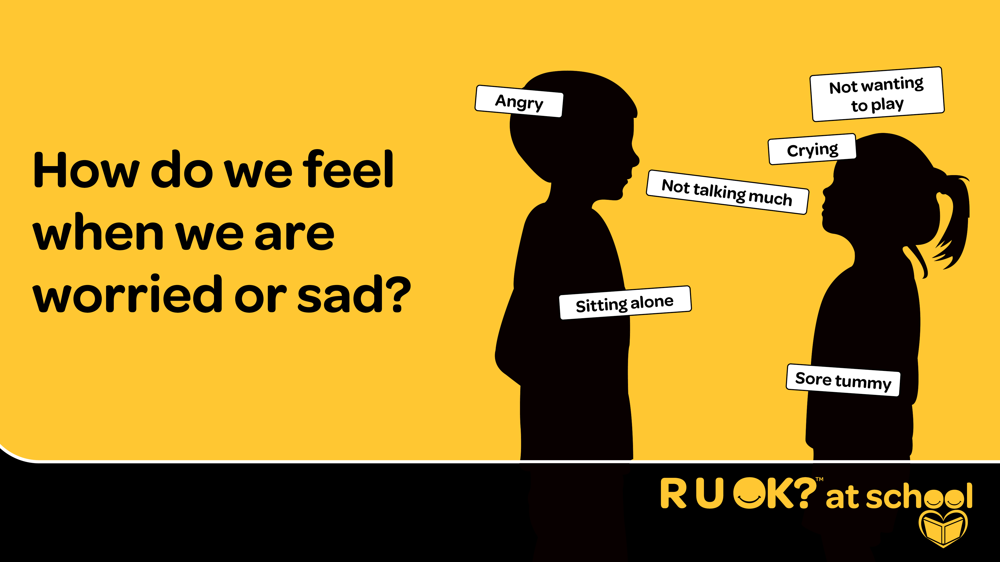 How do we feel
when we are
worried or sad?
Angry
Not wanting
to play
Crying
Not talking much
Sitting alone
Sore tummy
R U OK?™ at school